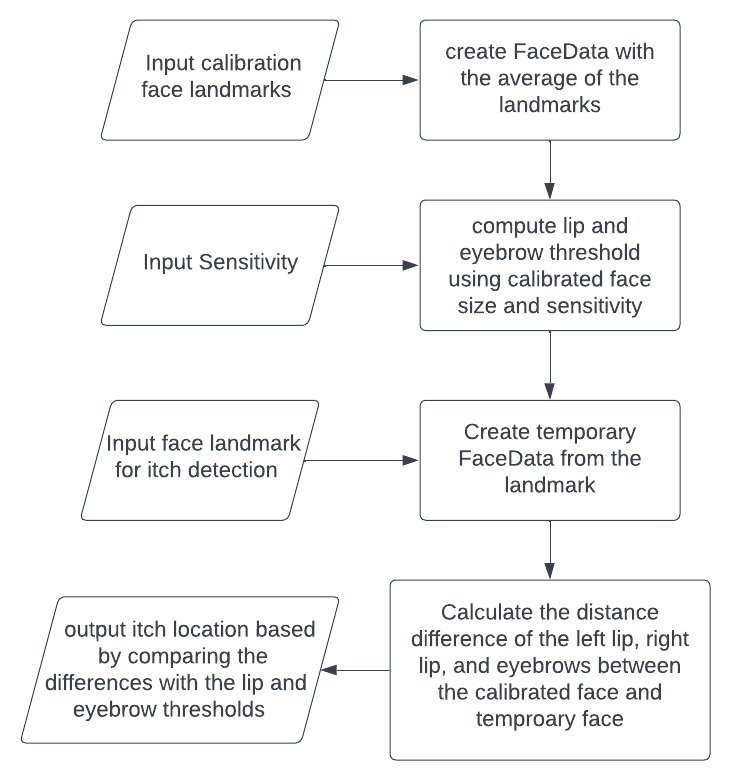 Input calibration
face landmarks
create FaceData with
the average of the
landmarks
Input Sensitivity
compute lip and
eyebrow threshold
using calibrated face
size and sensitivity
Input face landmark
for itch detection
Create temporary
FaceData from the
landmark
Calculate the distance
difference of the left lip, right
lip, and eyebrows between
the calibrated face and
temproary face
output itch location based
by comparing the
differences with the lip and
eyebrow thresholds